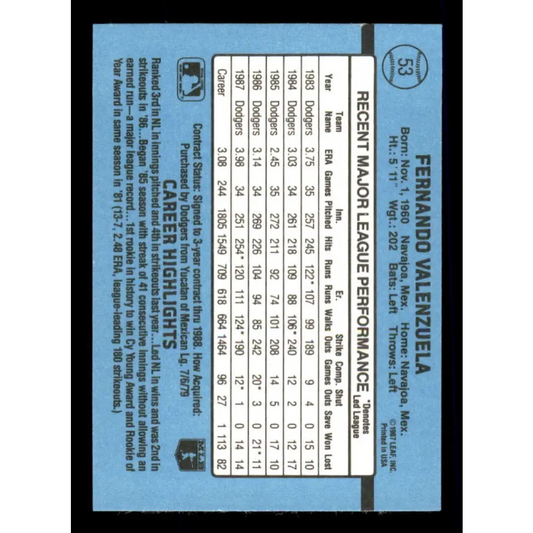 53
FERNANDO VALENZUELA
Born: Nov. 1, 1960 Navajoa, Mex. Home: Navajoa, Mex.
Ht.: 5' 11" Wgt.: 202 Bats: Left Throws: Left
© 1987 LEAF, INC.
Printed in USA
RECENT MAJOR LEAGUE PERFORMANCE
*Denotes
Led League
Team Inn. Er. Strike Comp. Shut
Year Name ERA Games Pitched Hits Runs Runs Walks Outs Games Outs Save Won Lost
1983 Dodgers 3.75 35 257 245 122* 107 99 189 9 4 0 15 10
1984 Dodgers 3.03 34 261 218 109 88 106* 240 12 2 0 12 17
1985 Dodgers 2.45 35 272 211 92 74 101 208 14 5 0 17 10
1986 Dodgers 3.14 34 269 226 104 94 85 242 20* 3 0 21* 11
1987 Dodgers 3.98 34 251 254* 120 111 124* 190 12* 1 0 14 14
Career 3.08 244 1805 1549 709 618 664 1464 96 27 1 113 82
Contract Status: Signed to 3-year contract thru 1988. How Acquired:
Purchased by Dodgers from Yucatan of Mexican Lg. 7/6/79
MLB
CAREER HIGHLIGHTS
Ranked 3rd in NL in innings pitched and 4th in strikeouts last year... Led NL in wins and was 2nd in
strikeouts in '86... Began '85 season with streak of 41 consecutive innings without allowing an
earned run—a major league record... 1st rookie in history to win Cy Young Award and Rookie of
Year Award in same season in '81 (13-7, 2.48 ERA, league-leading 180 strikeouts.)